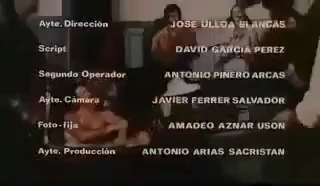 Ayte. Dirección JOSE ULLOA BLANCAS
Script DAVID GARCIA PEREZ
Segundo Operador ANTONIO PIÑERO ARCAS
Ayte. Cámara JAVIER FERRER SALVADOR
Foto-fija AMADEO AZNAR USON
Ayte. Producción ANTONIO ARIAS SACRISTAN